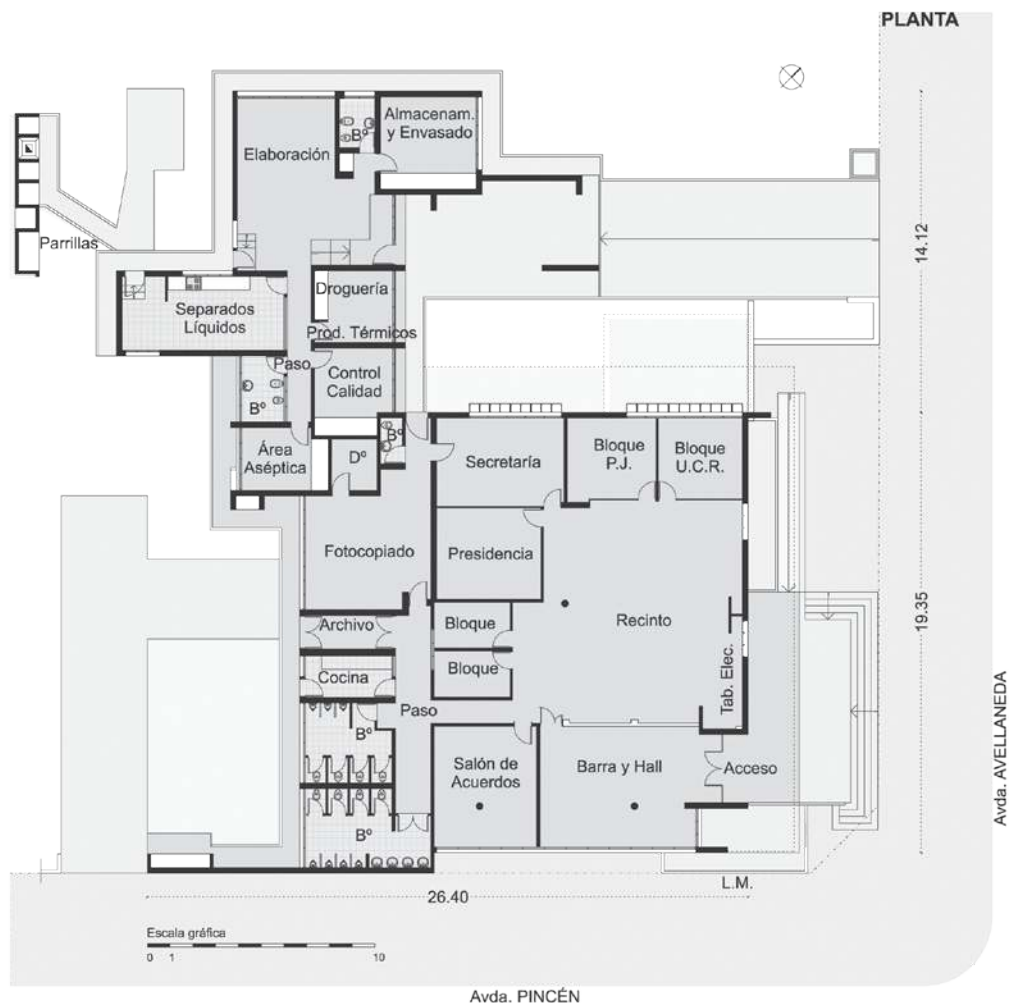 PLANTA
Almacenam.
y Envasado
Bº
Elaboración
14.12
Parrillas
Droguería
Separados
Líquidos
Prod. Térmicos
Paso
Control
Calidad
Bº
Bº
Área
Aséptica
Dº
Secretaría
Bloque
P.J.
Bloque
U.C.R.
Fotocopiado
Presidencia
Archivo
Bloque
Recinto
19.35
Cocina
Bloque
Tab. Elec.
Paso
Bº
Salón de
Acuerdos
Barra y Hall
Acceso
Avda. AVELLANEDA
Bº
L.M.
26.40
Escala gráfica
0 1 10
Avda. PINCÉN